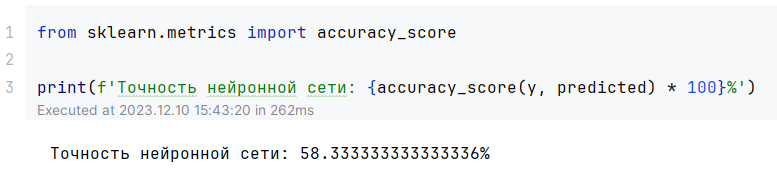 1 from sklearn.metrics import accuracy_score
2
3 print(f'Точность нейронной сети: {accuracy_score(y, predicted) * 100}%')
Executed at 2023.12.10 15:43:20 in 262ms
Точность нейронной сети: 58.333333333333336%